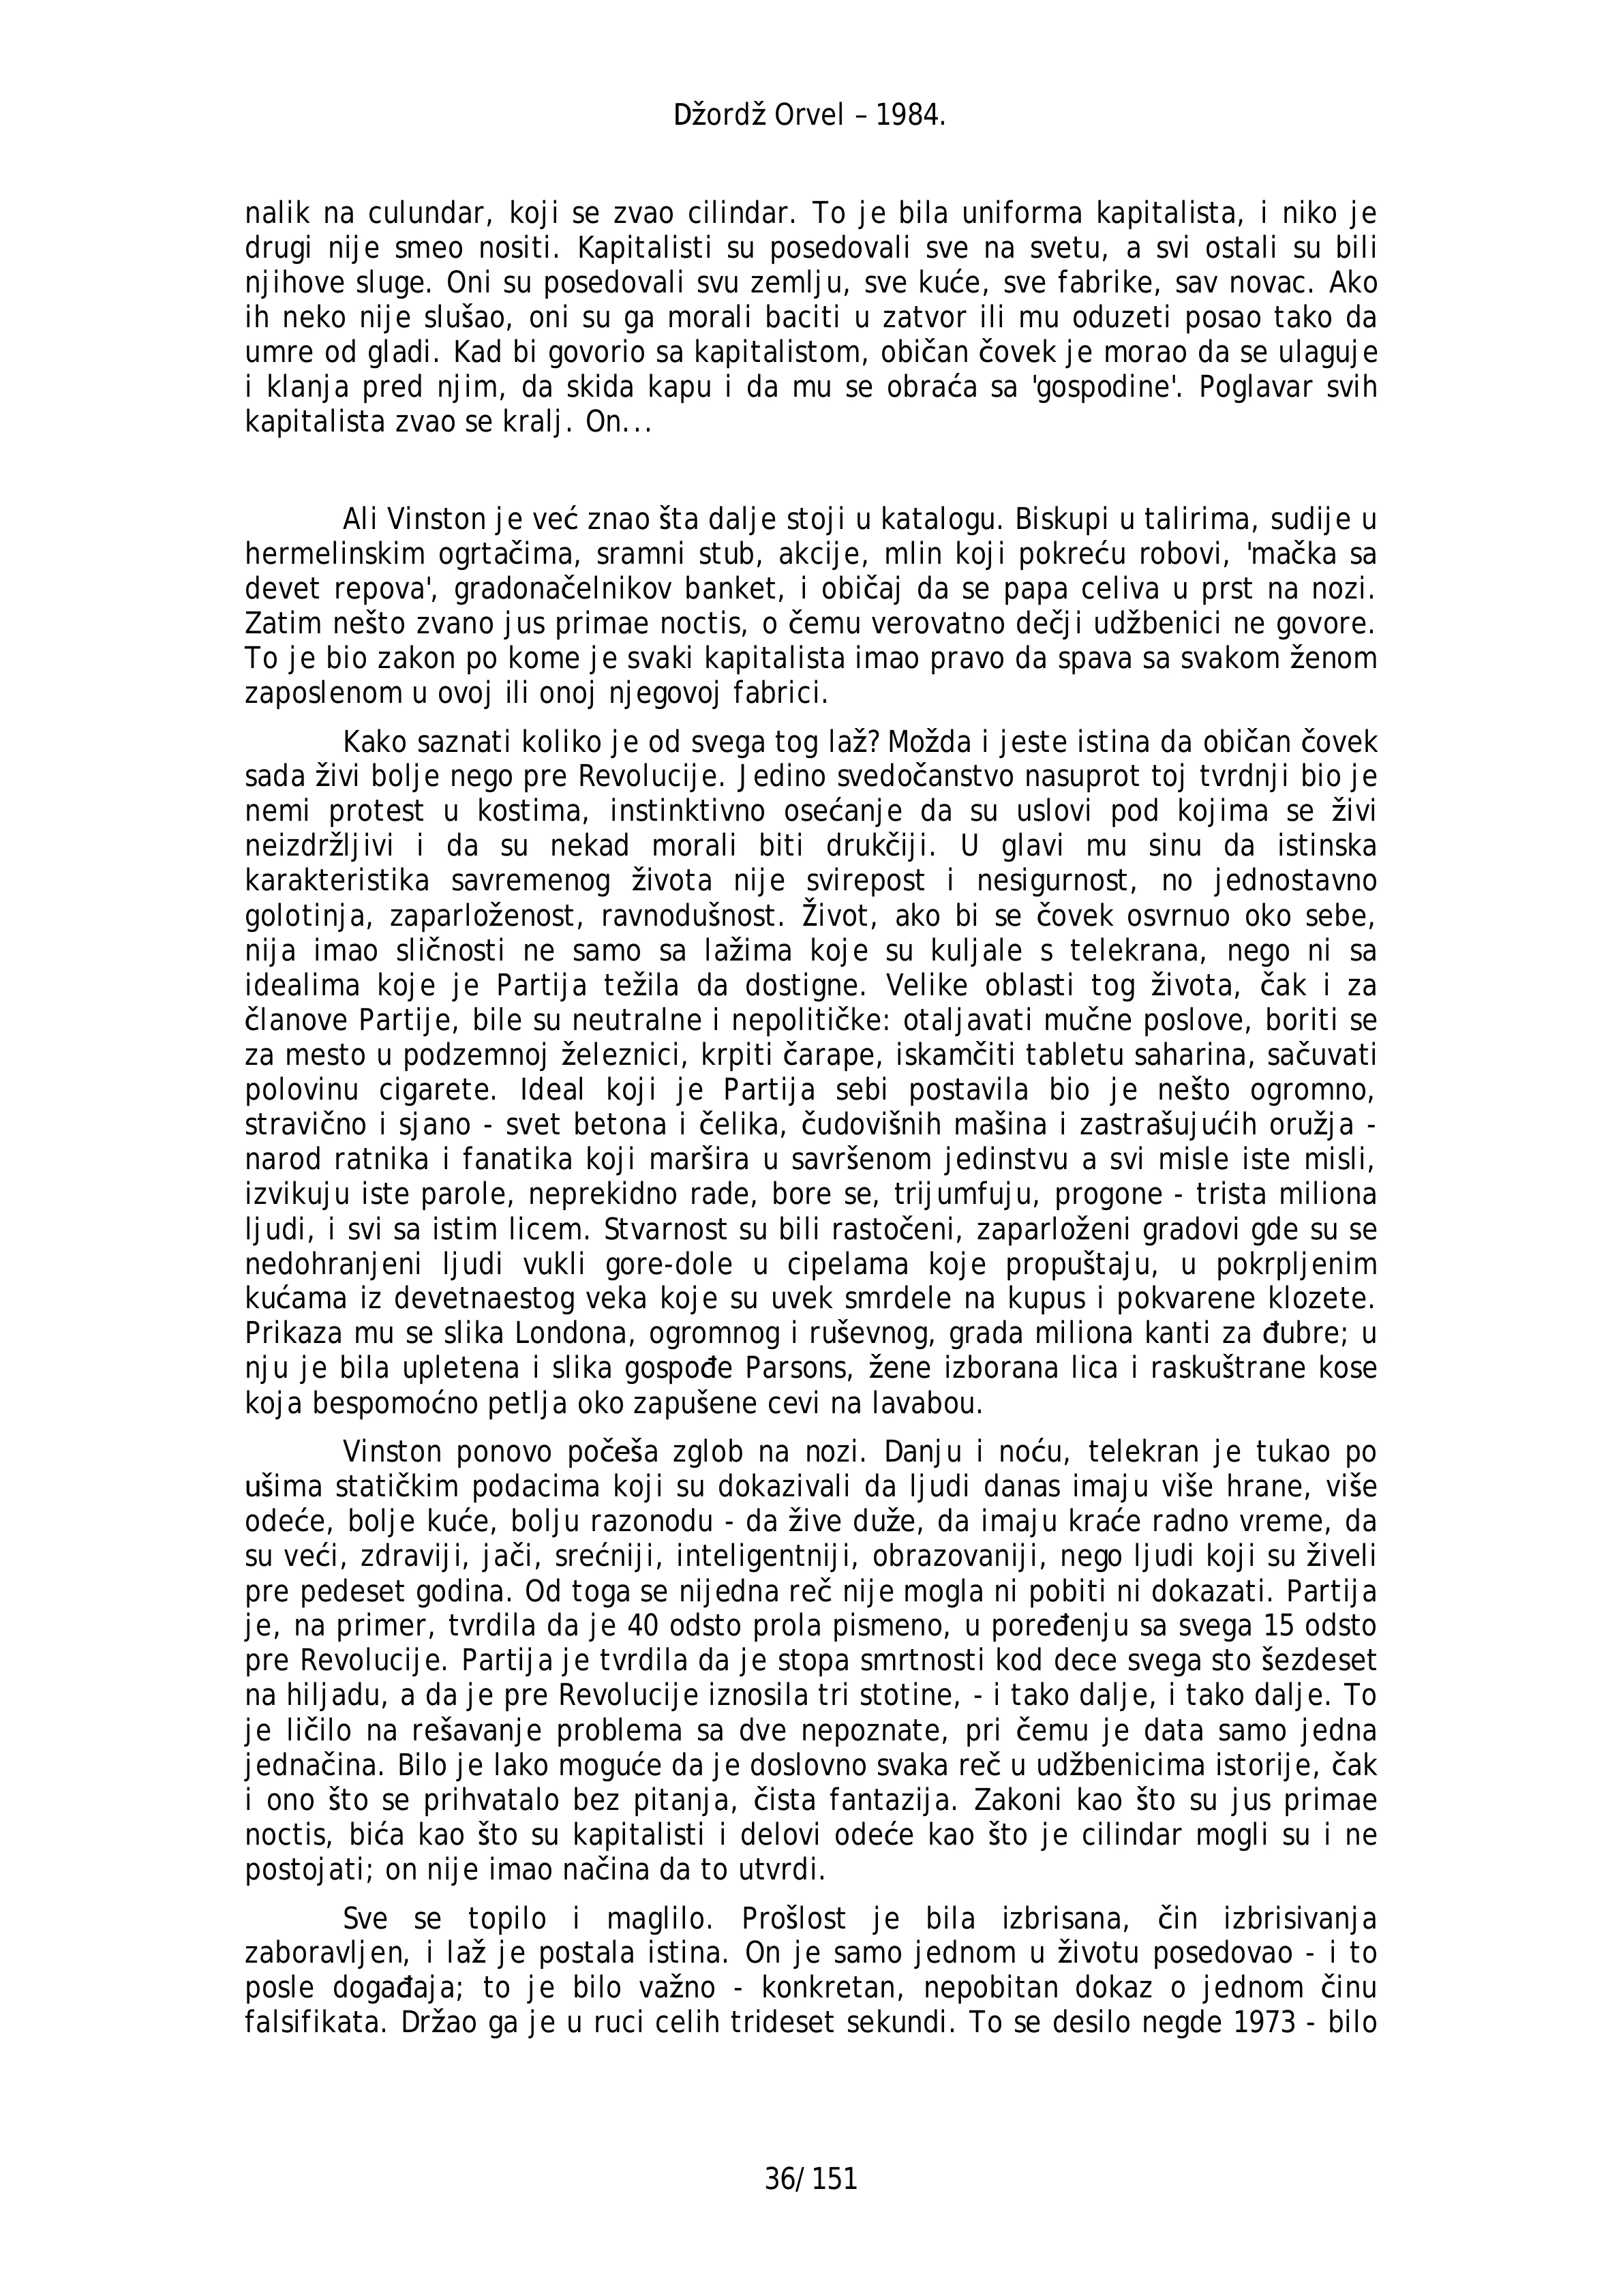 Džordž Orvel – 1984.
nalik na culundar, koji se zvao cilindar. To je bila uniforma kapitalista, i niko je
drugi nije smeo nositi. Kapitalisti su posedovali sve na svetu, a svi ostali su bili
njihove sluge. Oni su posedovali svu zemlju, sve kuće, sve fabrike, sav novac. Ako
ih neko nije slušao, oni su ga morali baciti u zatvor ili mu oduzeti posao tako da
umre od gladi. Kad bi govorio sa kapitalistom, običan čovek je morao da se ulaguje
i klanja pred njim, da skida kapu i da mu se obraća sa 'gospodine'. Poglavar svih
kapitalista zvao se kralj. On...
Ali Vinston je već znao šta dalje stoji u katalogu. Biskupi u talirima, sudije u
hermelinskim ogrtačima, sramni stub, akcije, mlin koji pokreću robovi, 'mačka sa
devet repova', gradonačelnikov banket, i običaj da se papa celiva u prst na nozi.
Zatim nešto zvano jus primae noctis, o čemu verovatno dečji udžbenici ne govore.
To je bio zakon po kome je svaki kapitalista imao pravo da spava sa svakom ženom
zaposlenom u ovoj ili onoj njegovoj fabrici.
Kako saznati koliko je od svega tog laž? Možda i jeste istina da običan čovek
sada živi bolje nego pre Revolucije. Jedino svedočanstvo nasuprot toj tvrdnji bio je
nemi protest u kostima, instinktivno osećanje da su uslovi pod kojima se živi
neizdržljivi i da su nekad morali biti drukčiji. U glavi mu sinu da istinska
karakteristika savremenog života nije svirepost i nesigurnost, no jednostavno
golotinja, zaparloženost, ravnodušnost. Život, ako bi se čovek osvrnuo oko sebe,
nija imao sličnosti ne samo sa lažima koje su kuljale s telekrana, nego ni sa
idealima koje je Partija težila da dostigne. Velike oblasti tog života, čak i za
članove Partije, bile su neutralne i nepolitičke: otaljavati mučne poslove, boriti se
za mesto u podzemnoj železnici, krpiti čarape, iskamčiti tabletu saharina, sačuvati
polovinu cigarete. Ideal koji je Partija sebi postavila bio je nešto ogromno,
stravično i sjano - svet betona i čelika, čudovišnih mašina i zastrašujućih oružja -
narod ratnika i fanatika koji maršira u savršenom jedinstvu a svi misle iste misli,
izvikuju iste parole, neprekidno rade, bore se, trijumfuju, progone - trista miliona
ljudi, i svi sa istim licem. Stvarnost su bili rastočeni, zaparloženi gradovi gde su se
nedohranjeni ljudi vukli gore-dole u cipelama koje propuštaju, u pokrpljenim
kućama iz devetnaestog veka koje su uvek smrdele na kupus i pokvarene klozete.
Prikaza mu se slika Londona, ogromnog i ruševnog, grada miliona kanti za đubre; u
nju je bila upletena i slika gospođe Parsons, žene izborana lica i raskuštrane kose
koja bespomoćno petlja oko zapušene cevi na lavabou.
Vinston ponovo počeša zglob na nozi. Danju i noću, telekran je tukao po
ušima statičkim podacima koji su dokazivali da ljudi danas imaju više hrane, više
odeće, bolje kuće, bolju razonodu - da žive duže, da imaju kraće radno vreme, da
su veći, zdraviji, jači, srećniji, inteligentniji, obrazovaniji, nego ljudi koji su živeli
pre pedeset godina. Od toga se nijedna reč nije mogla ni pobiti ni dokazati. Partija
je, na primer, tvrdila da je 40 odsto prola pismeno, u poređenju sa svega 15 odsto
pre Revolucije. Partija je tvrdila da je stopa smrtnosti kod dece svega sto šezdeset
na hiljadu, a da je pre Revolucije iznosila tri stotine, - i tako dalje, i tako dalje. To
je ličilo na rešavanje problema sa dve nepoznate, pri čemu je data samo jedna
jednačina. Bilo je lako moguće da je doslovno svaka reč u udžbenicima istorije, čak
i ono što se prihvatalo bez pitanja, čista fantazija. Zakoni kao što su jus primae
noctis, bića kao što su kapitalisti i delovi odeće kao što je cilindar mogli su i ne
postojati; on nije imao načina da to utvrdi.
Sve se topilo i maglilo. Prošlost je bila izbrisana, čin izbrisivanja
zaboravljen, i laž je postala istina. On je samo jednom u životu posedovao - i to
posle događaja; to je bilo važno - konkretan, nepobitan dokaz o jednom činu
falsifikata. Držao ga je u ruci celih trideset sekundi. To se desilo negde 1973 - bilo
36/ 151